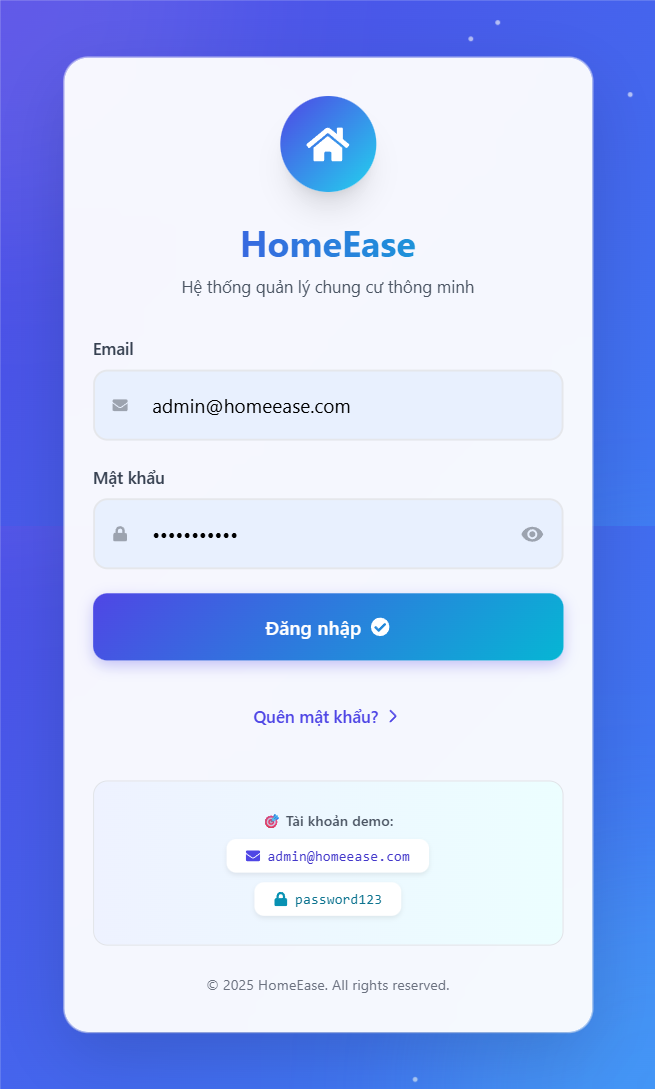 HomeEase
Hệ thống quản lý chung cư thông minh
Email
admin@homeease.com
Mật khẩu
•••••••••••
Đăng nhập
Quên mật khẩu?
🎯 Tài khoản demo:
admin@homeease.com
password123
© 2025 HomeEase. All rights reserved.